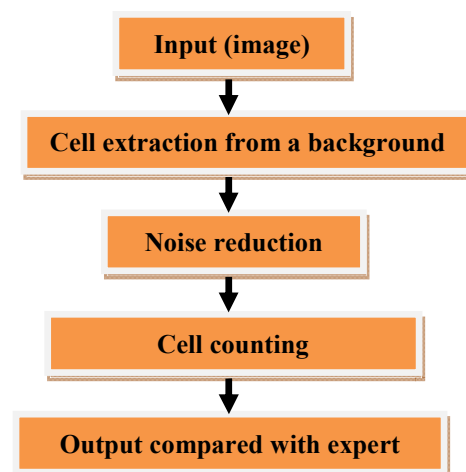 Input (image)
Cell extraction from a background
Noise reduction
Cell counting
Output compared with expert